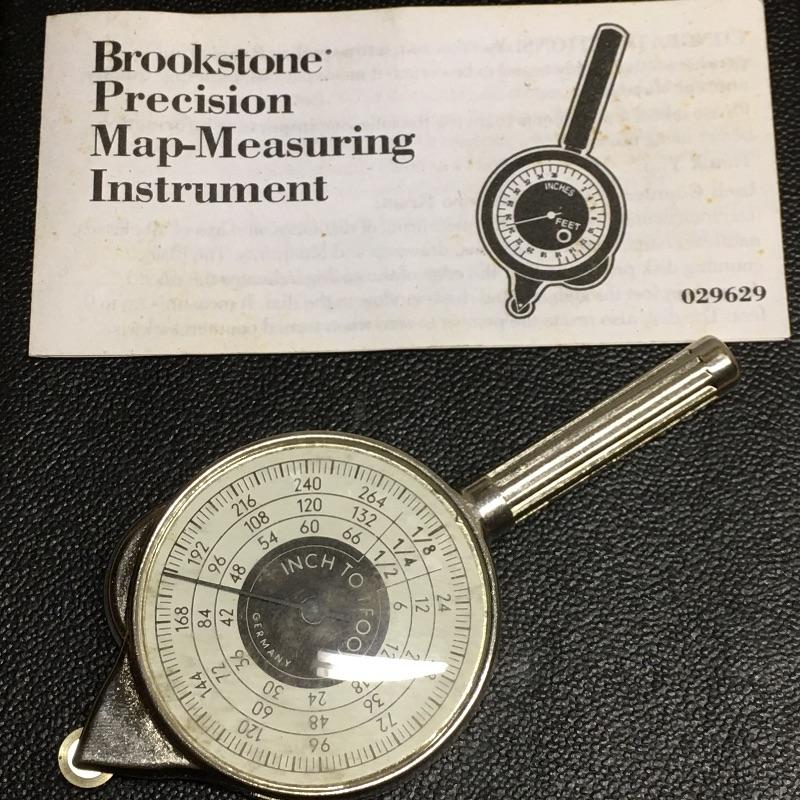 Brookstone
Precision
Map-Measuring
Instrument
INCHES
FEET
029629
INCH TO FOOT
GERMANY
1/8 24 72 96 120 144 168 192 216 240 264
1/4 12 36 48 60 72 84 96 108 120 132
1/2 6 12 18 24 30 36 42 48 54 60 66